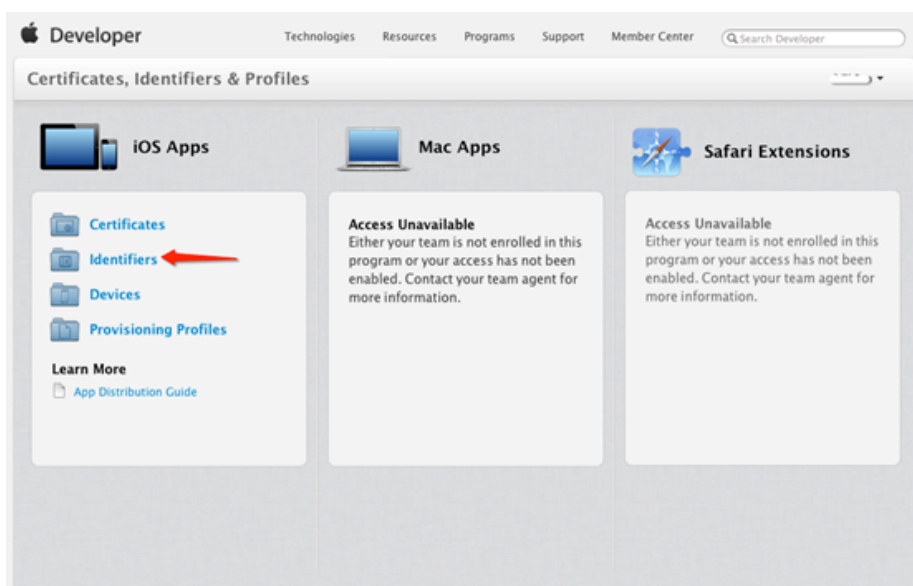 Developer
Technologies Resources Programs Support Member Center Search Developer
Certificates, Identifiers & Profiles
iOS Apps
Certificates
Identifiers
Devices
Provisioning Profiles
Learn More
App Distribution Guide
Mac Apps
Access Unavailable
Either your team is not enrolled in this
program or your access has not been
enabled. Contact your team agent for
more information.
Safari Extensions
Access Unavailable
Either your team is not enrolled in this
program or your access has not been
enabled. Contact your team agent for
more information.